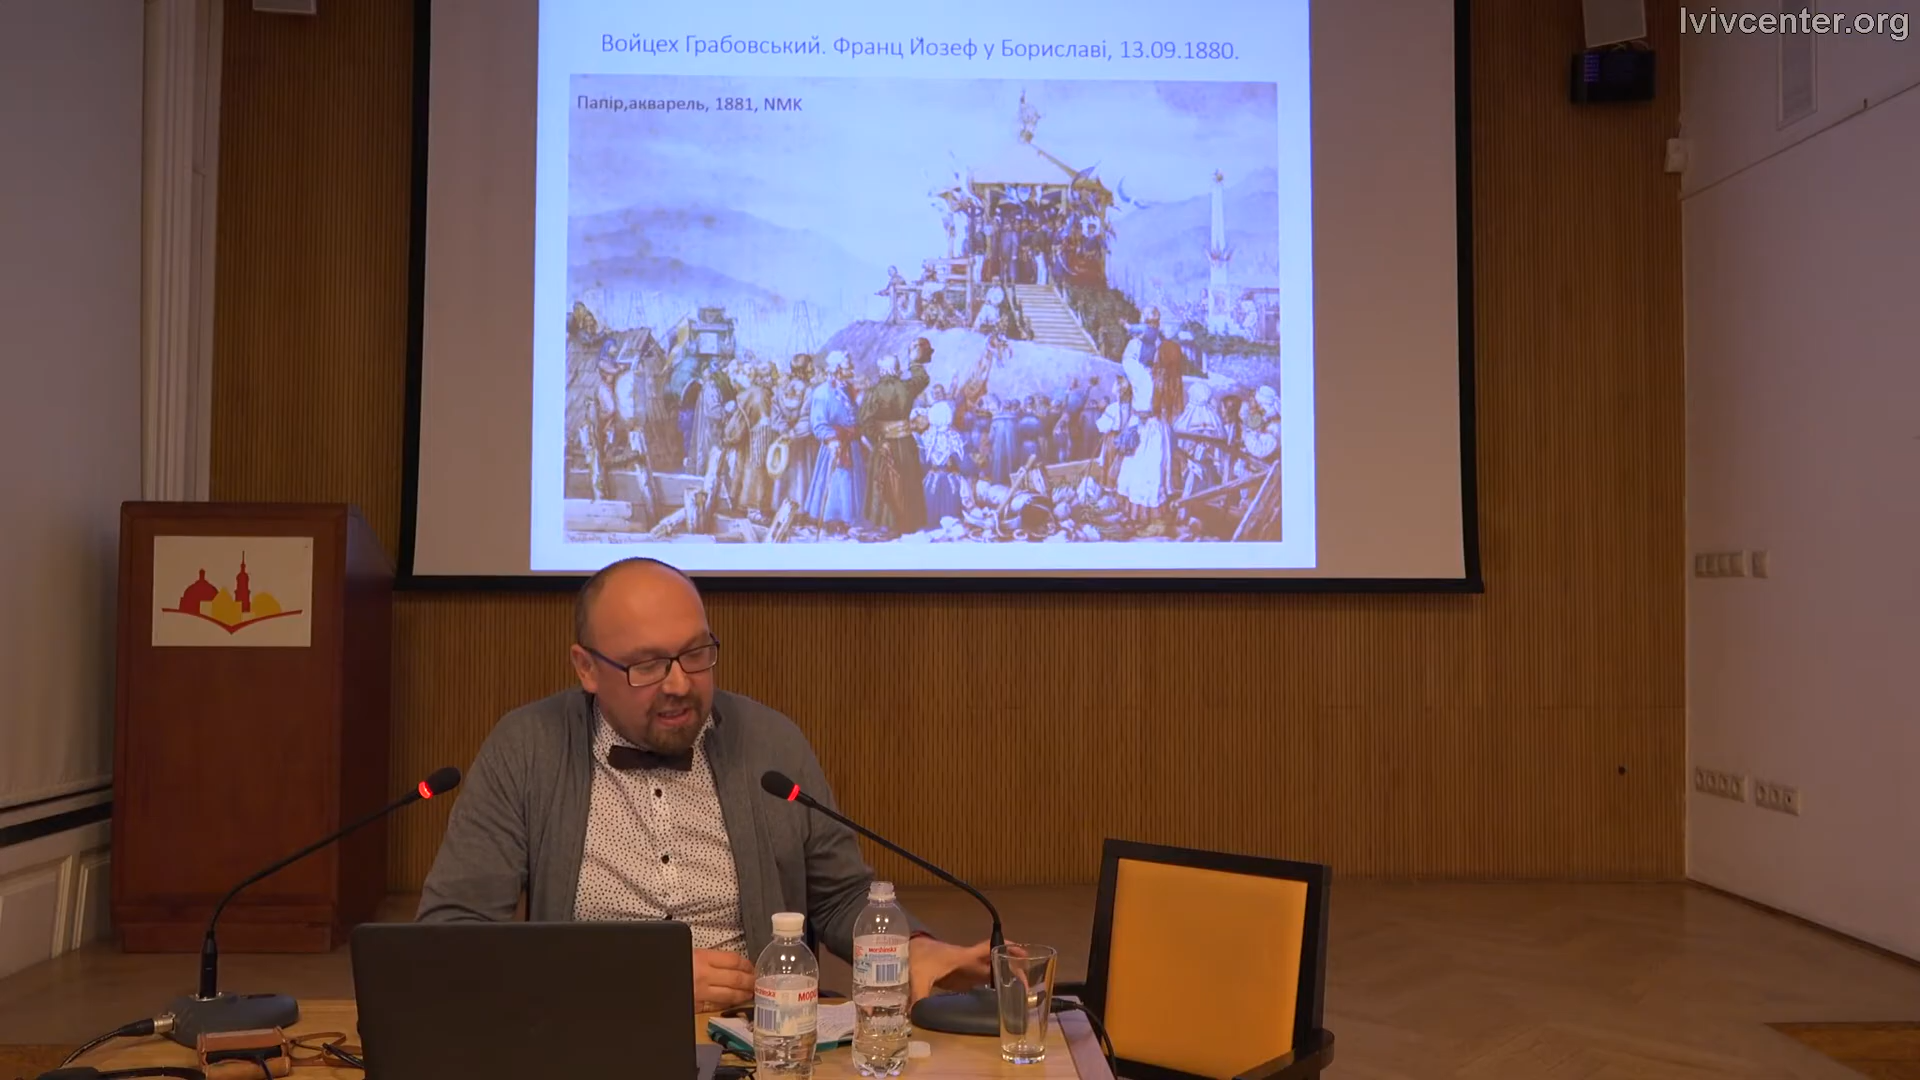 lvivcenter.org
Войцех Грабовський. Франц Йозеф у Бориславі, 13.09.1880.
Папір,акварель, 1881, NMK